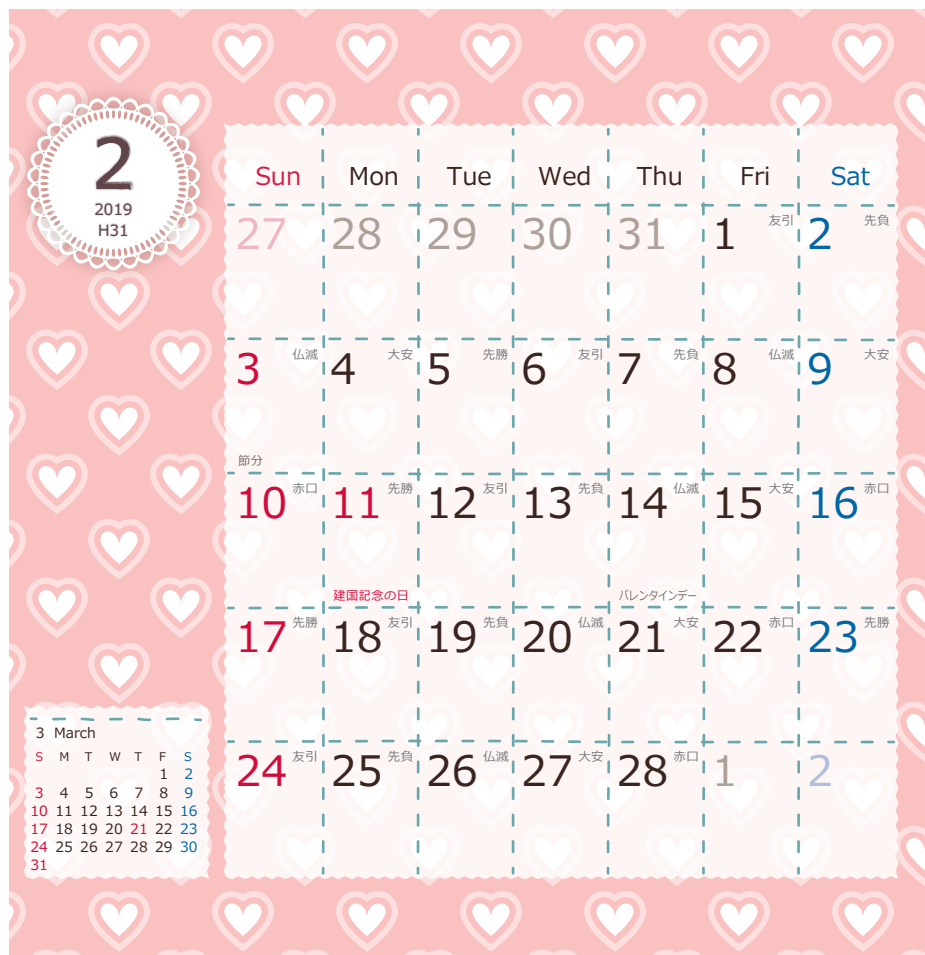 2
2019
H31
Sun Mon Tue Wed Thu Fri Sat
27 28 29 30 31 1 友引 2 先負
3 仏滅 4 大安 5 先勝 6 友引 7 先負 8 仏滅 9 大安
節分
10 赤口 11 先勝 12 友引 13 先負 14 仏滅 15 大安 16 赤口
建国記念の日 バレンタインデー
17 先勝 18 友引 19 先負 20 仏滅 21 大安 22 赤口 23 先勝
24 友引 25 先負 26 仏滅 27 大安 28 赤口 1 2
3 March
S M T W T F S
1 2
3 4 5 6 7 8 9
10 11 12 13 14 15 16
17 18 19 20 21 22 23
24 25 26 27 28 29 30
31